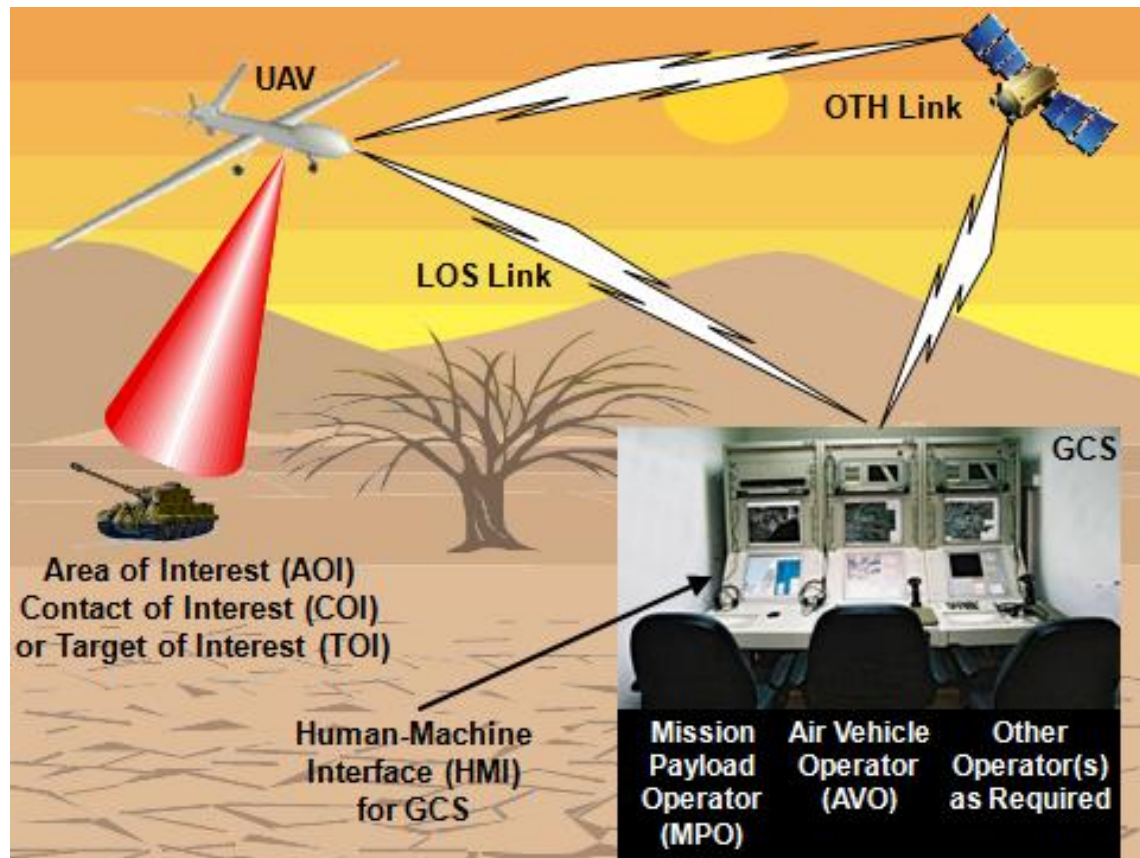 UAV
OTH Link
LOS Link
GCS
Area of Interest (AOI)
Contact of Interest (COI)
or Target of Interest (TOI)
Human-Machine
Interface (HMI)
for GCS
Mission
Payload
Operator
(MPO)
Air Vehicle
Operator
(AVO)
Other
Operator(s)
as Required